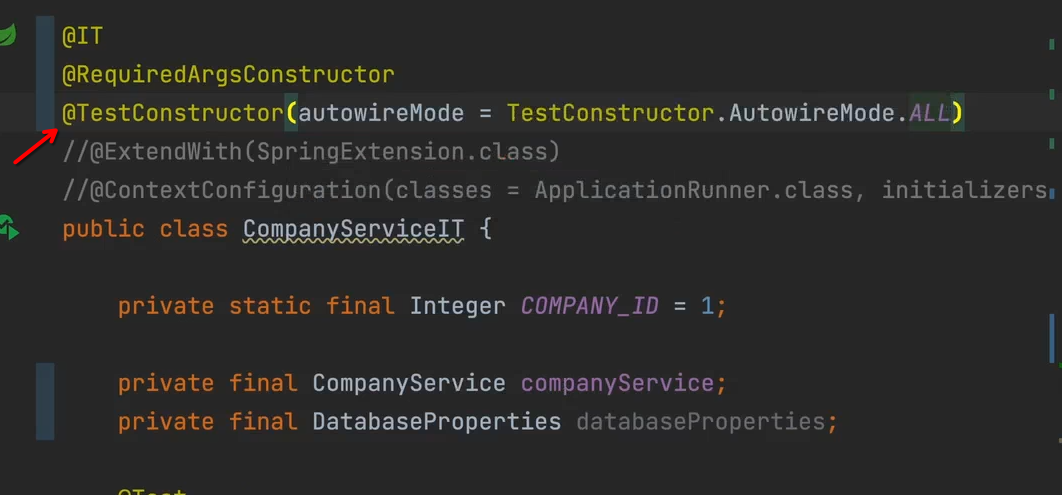 @IT
@RequiredArgsConstructor
@TestConstructor(autowireMode = TestConstructor.AutowireMode.ALL)
//@ExtendWith(SpringExtension.class)
//@ContextConfiguration(classes = ApplicationRunner.class, initializers
public class CompanyServiceIT {
private static final Integer COMPANY_ID = 1;
private final CompanyService companyService;
private final DatabaseProperties databaseProperties;
@Test